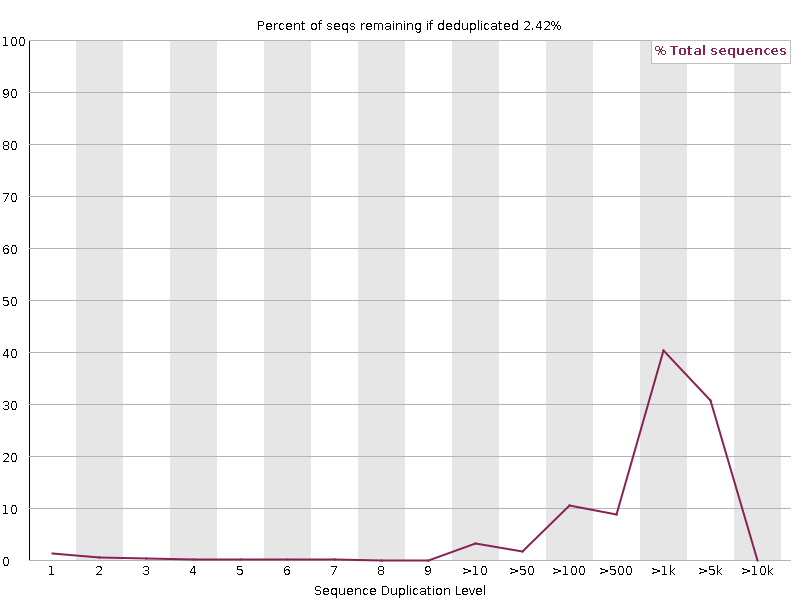 Percent of seqs remaining if deduplicated 2.42%
% Total sequences
100
90
80
70
60
50
40
30
20
10
0
1 2 3 4 5 6 7 8 9 >10 >50 >100 >500 >1k >5k >10k
Sequence Duplication Level